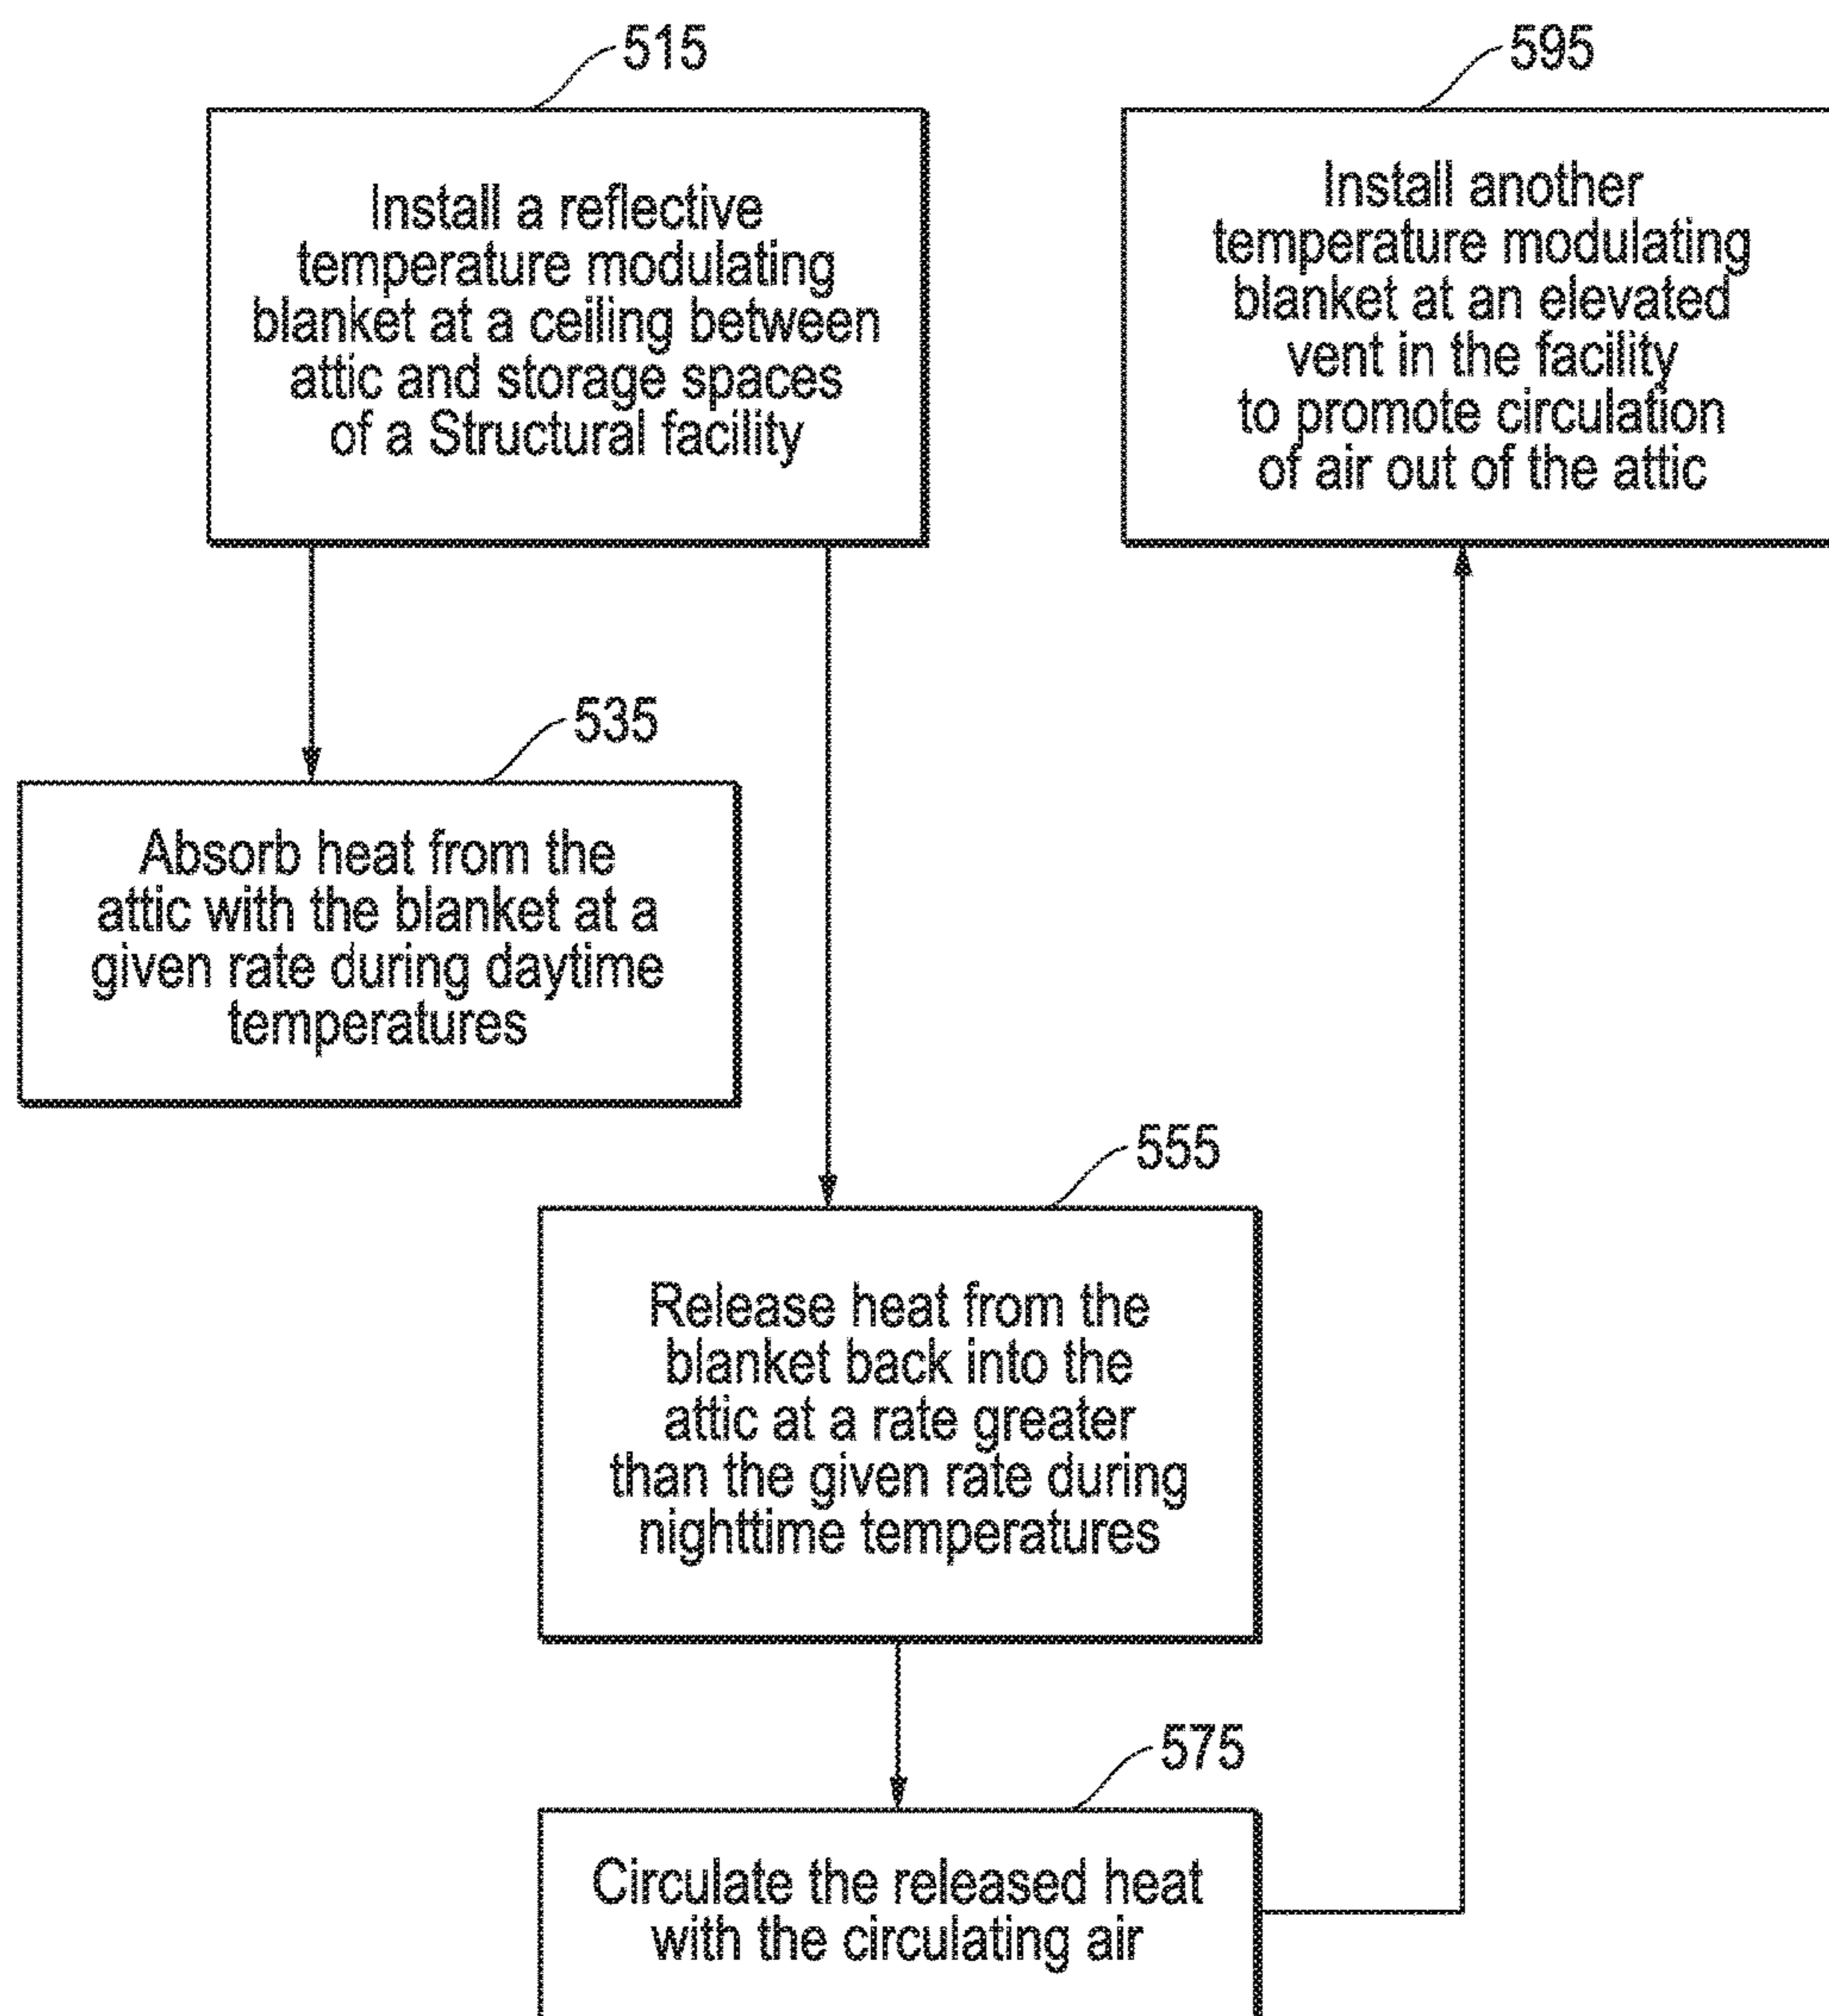 515
Install a reflective
temperature modulating
blanket at a ceiling between
attic and storage spaces
of a Structural facility
595
Install another
temperature modulating
blanket at an elevated
vent in the facility
to promote circulation
of air out of the attic
535
Absorb heat from the
attic with the blanket at a
given rate during daytime
temperatures
555
Release heat from the
blanket back into the
attic at a rate greater
than the given rate during
nighttime temperatures
575
Circulate the released heat
with the circulating air